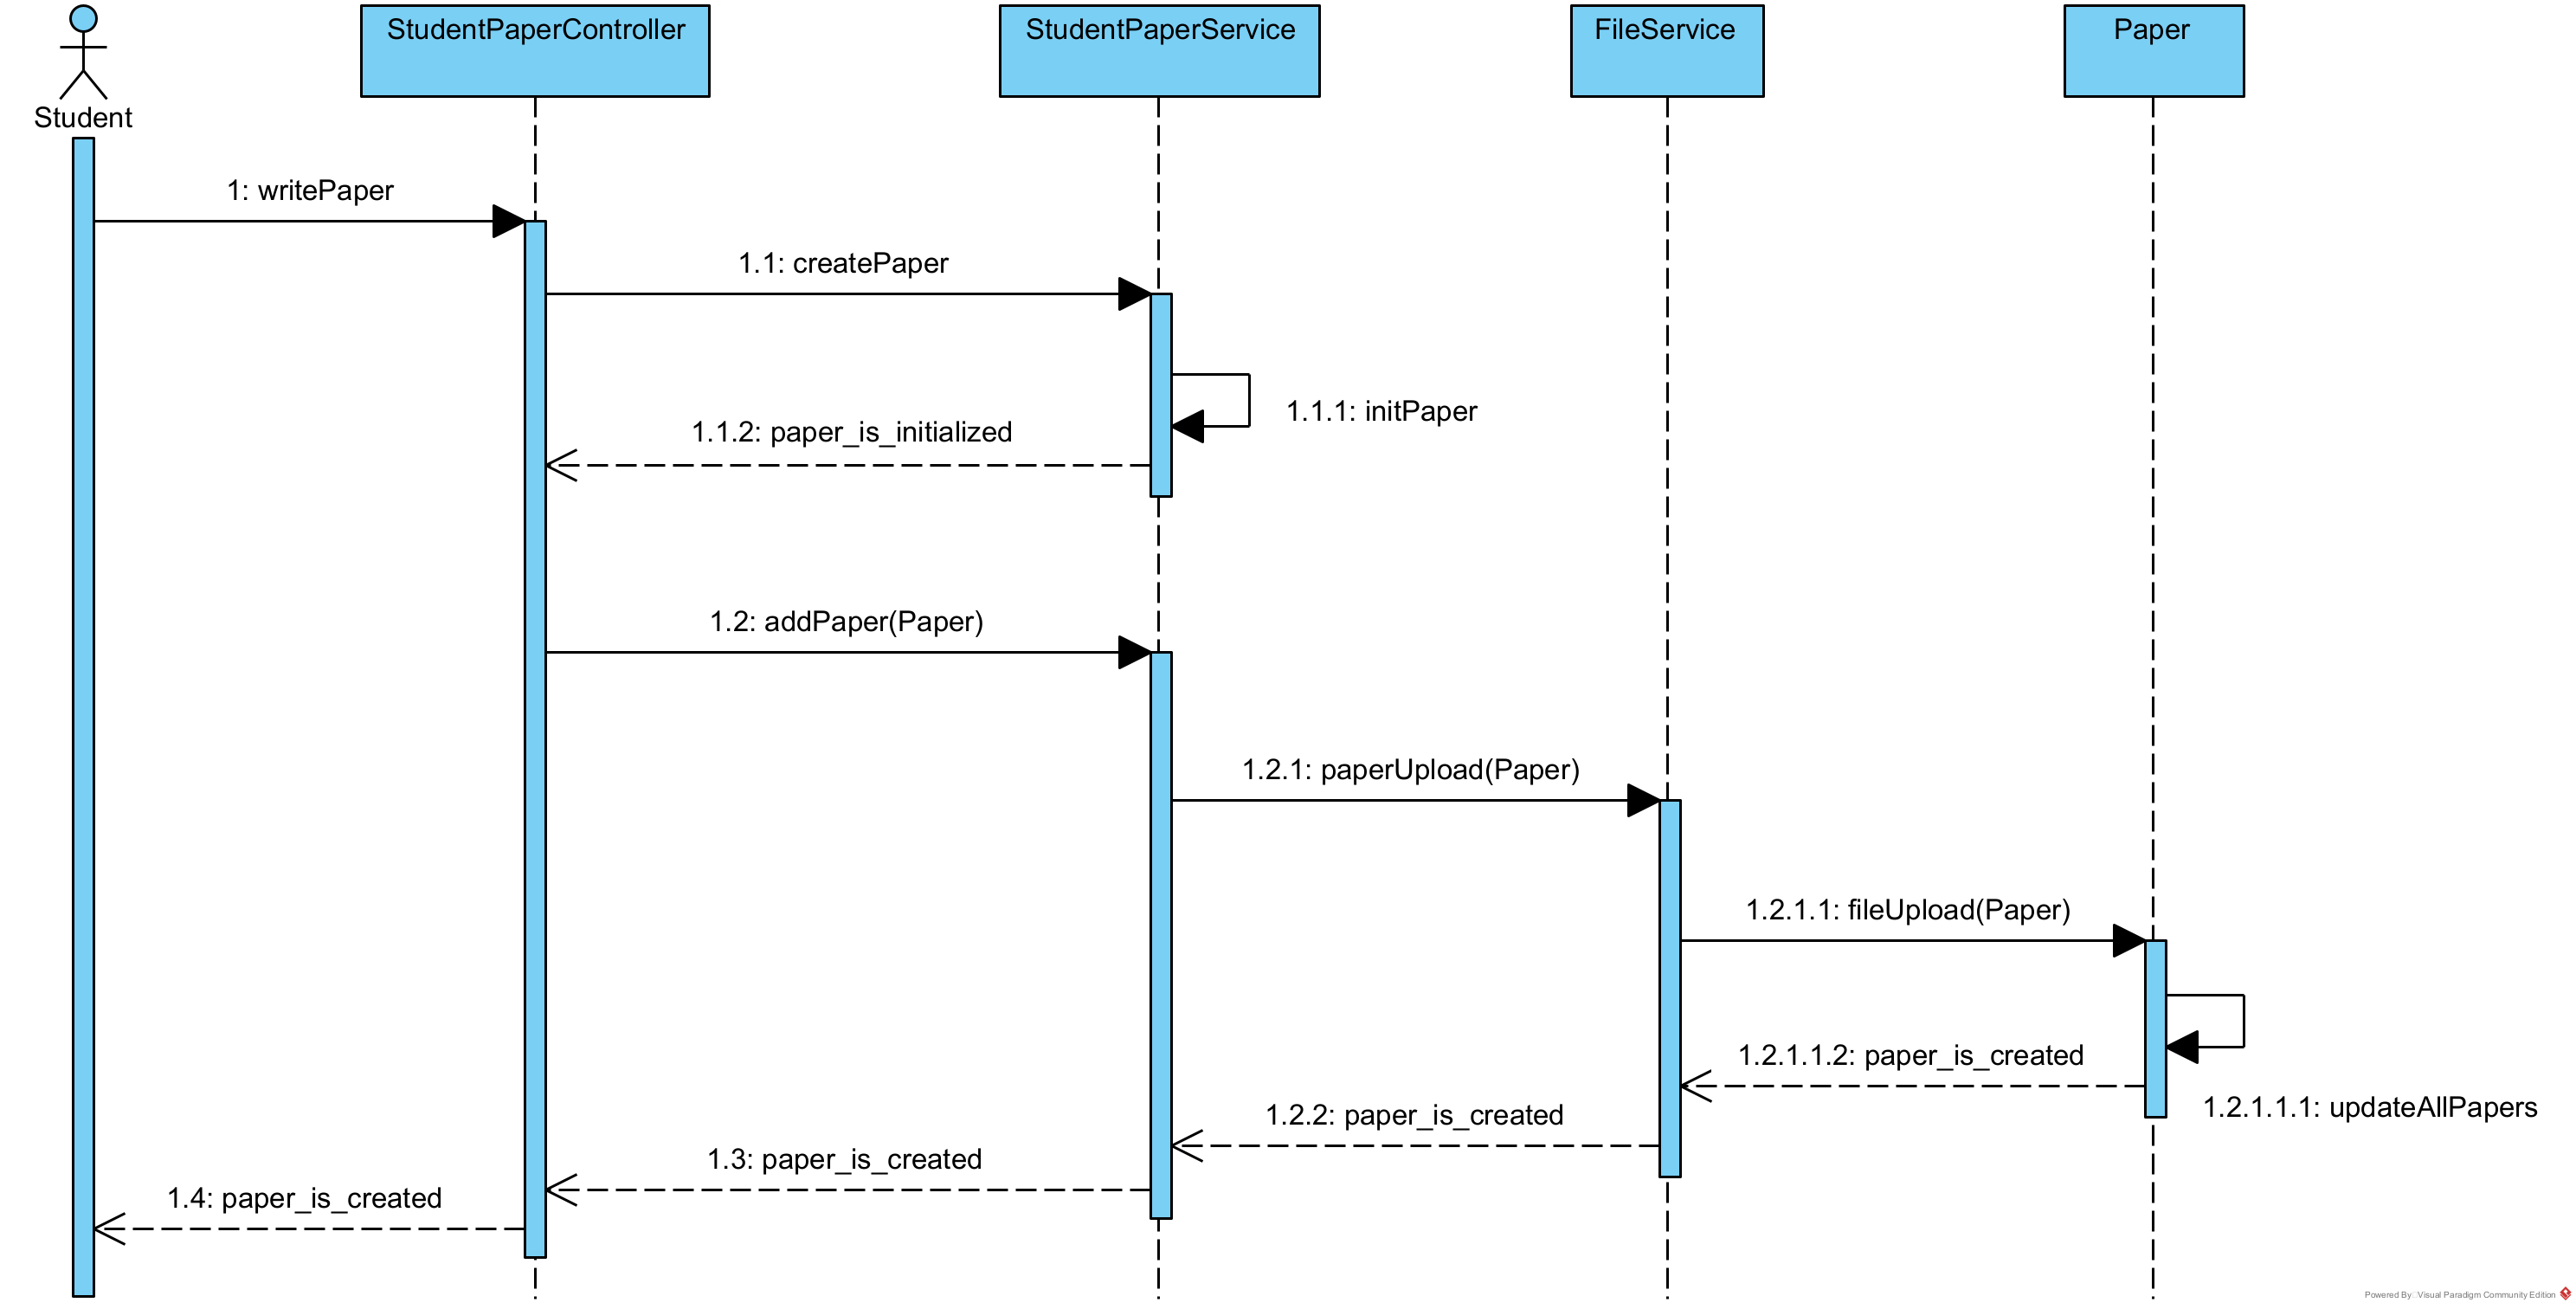 Student
StudentPaperController
StudentPaperService
FileService
Paper
1: writePaper
1.1: createPaper
1.1.1: initPaper
1.1.2: paper_is_initialized
1.2: addPaper(Paper)
1.2.1: paperUpload(Paper)
1.2.1.1: fileUpload(Paper)
1.2.1.1.2: paper_is_created
1.2.1.1.1: updateAllPapers
1.2.2: paper_is_created
1.3: paper_is_created
1.4: paper_is_created
Powered By Visual Paradigm Community Edition